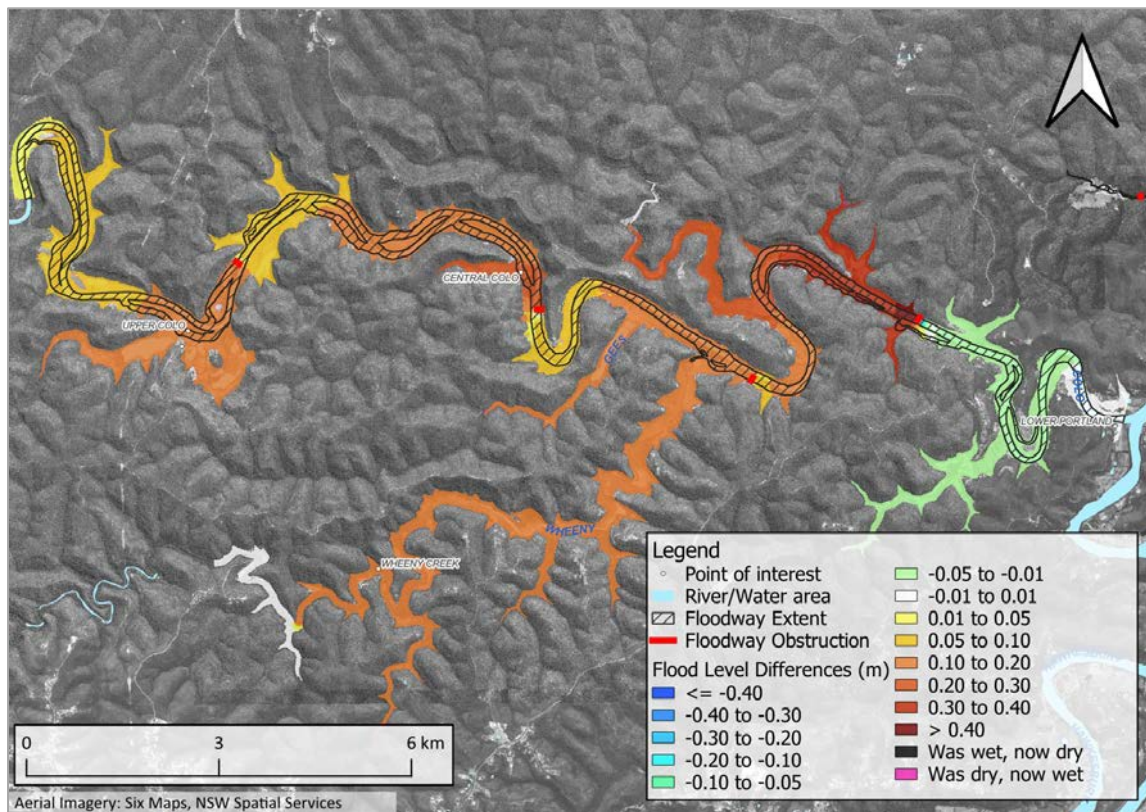 UPPER COLO
CENTRAL COLO
GEES
WHEENY
WHEENY CREEK
LOWER PORTLAND
Legend
Point of interest
River/Water area
Floodway Extent
Floodway Obstruction
Flood Level Differences (m)
<= -0.40
-0.40 to -0.30
-0.30 to -0.20
-0.20 to -0.10
-0.10 to -0.05
-0.05 to -0.01
-0.01 to 0.01
0.01 to 0.05
0.05 to 0.10
0.10 to 0.20
0.20 to 0.30
0.30 to 0.40
> 0.40
Was wet, now dry
Was dry, now wet
0 3 6 km
Aerial Imagery: Six Maps, NSW Spatial Services